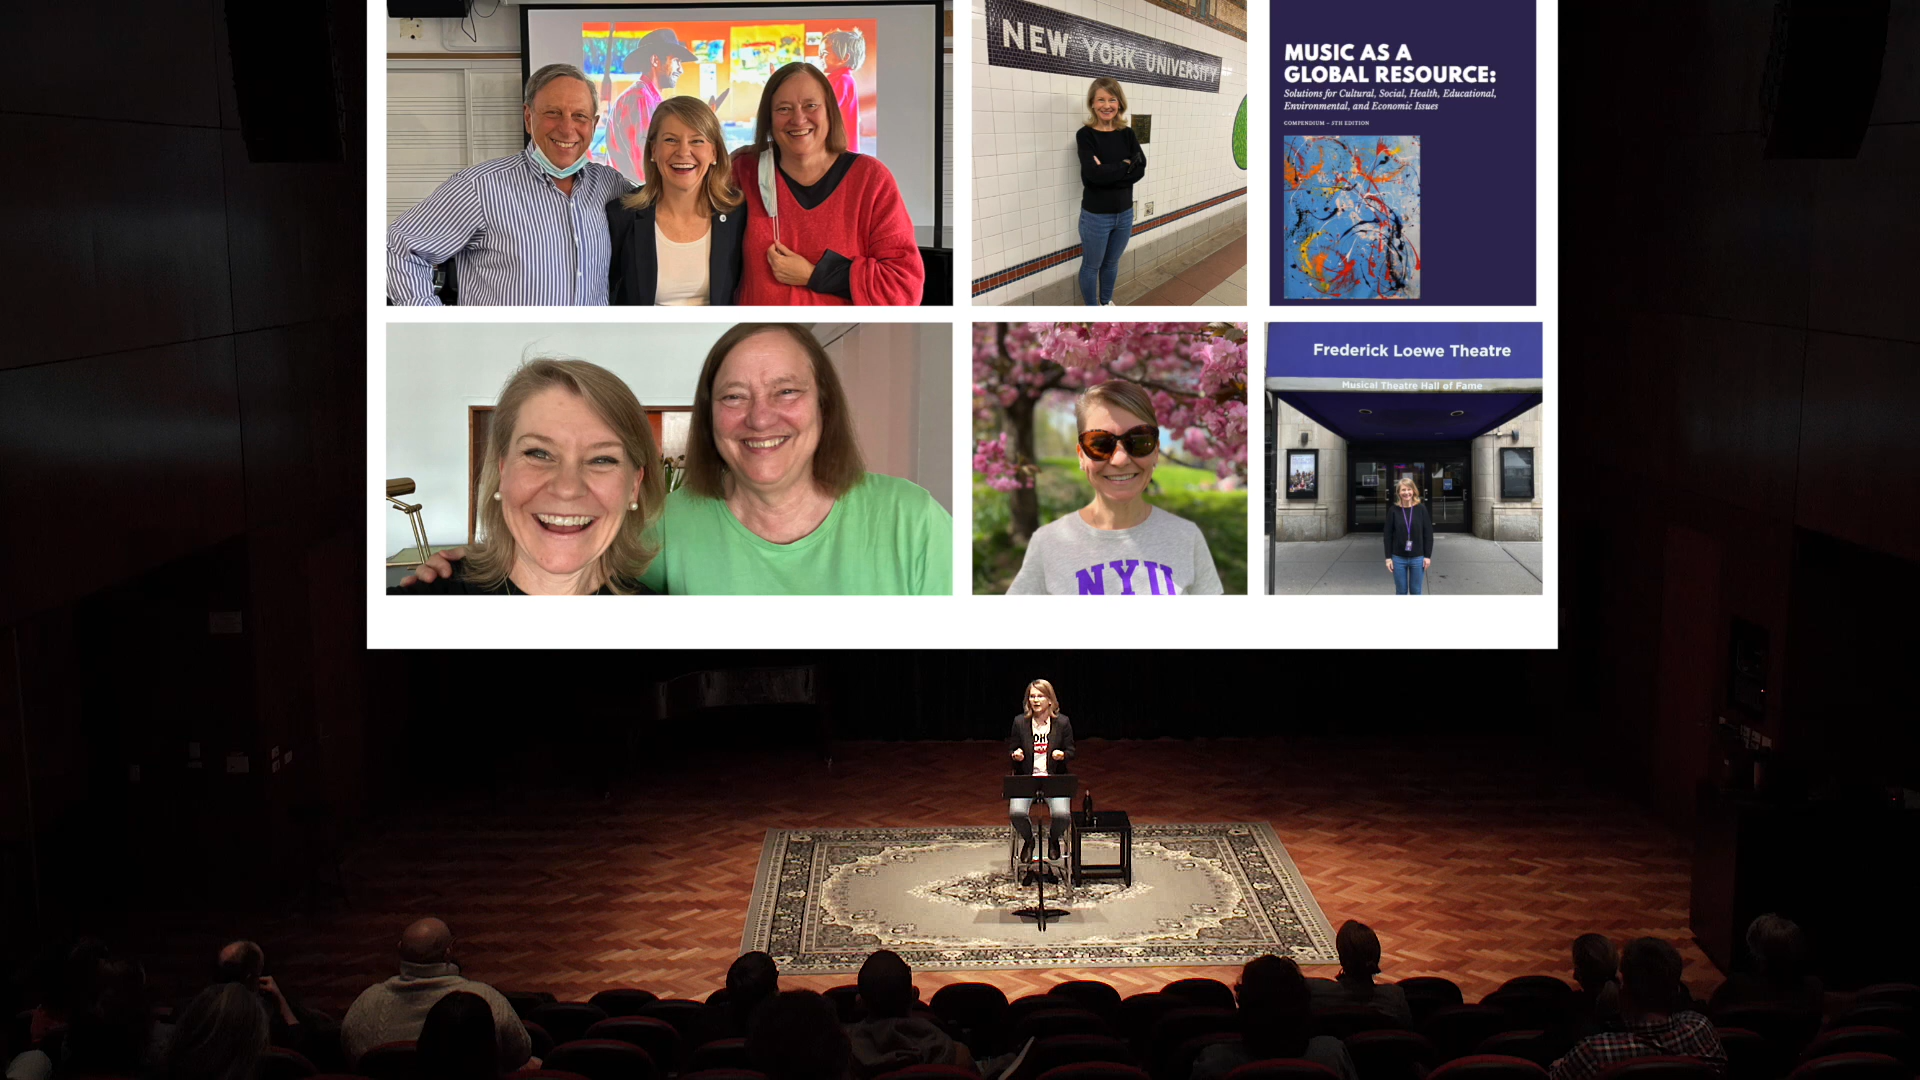 NEW YORK UNIVERSITY
MUSIC AS A
GLOBAL RESOURCE:
Solutions for Cultural, Social, Health, Educational,
Environmental, and Economic Issues
COMPENDIUM – 5TH EDITION
NYU
Frederick Loewe Theatre
Musical Theatre Hall of Fame